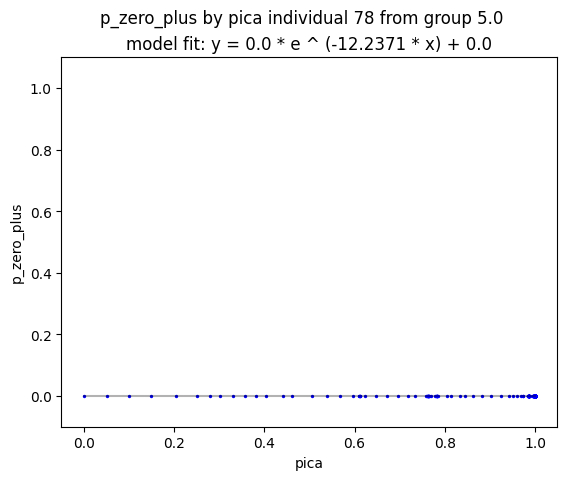 p_zero_plus by pica individual 78 from group 5.0
model fit: y = 0.0 * e ^ (-12.2371 * x) + 0.0
1.0
0.8
0.6
0.4
0.2
0.0
p_zero_plus
0.0 0.2 0.4 0.6 0.8 1.0
pica